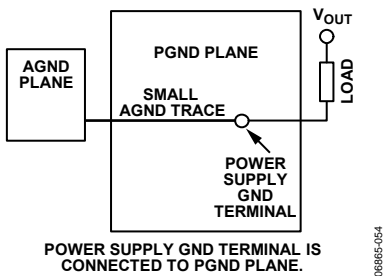 VOUT
AGND
PLANE
PGND PLANE
SMALL
AGND TRACE
LOAD
POWER
SUPPLY
GND
TERMINAL
POWER SUPPLY GND TERMINAL IS
CONNECTED TO PGND PLANE.
06865-054